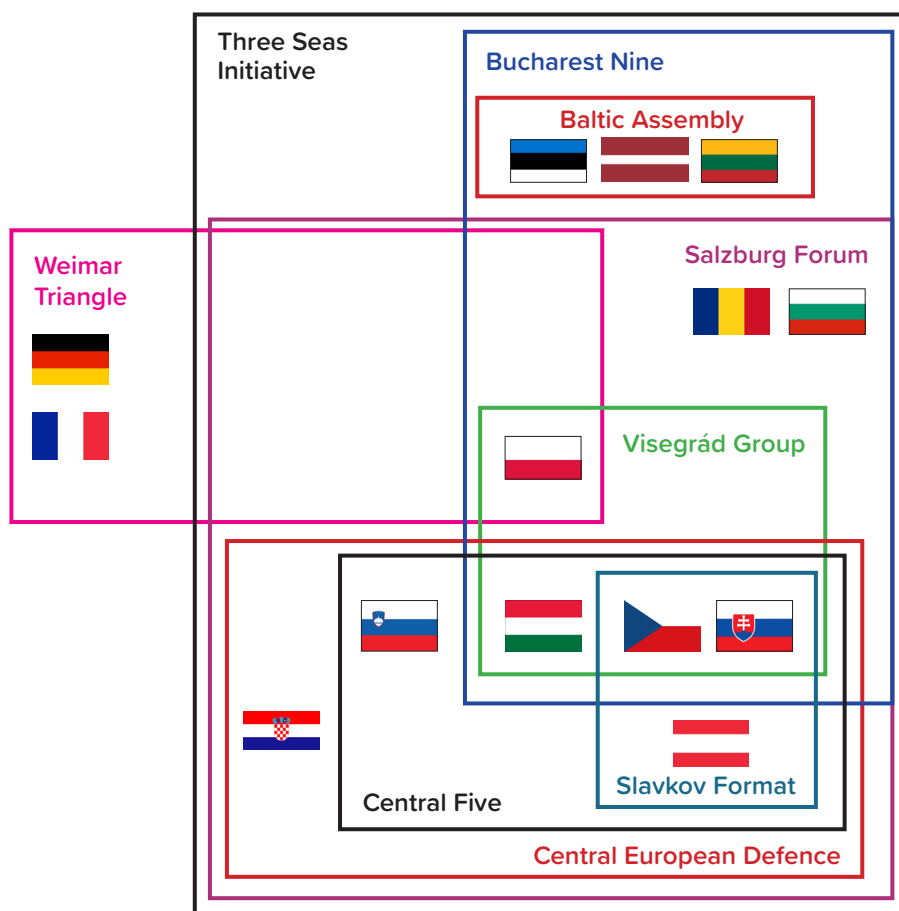 Three Seas
Initiative
Bucharest Nine
Baltic Assembly
Salzburg Forum
Weimar
Triangle
Visegrád Group
Slavkov Format
Central Five
Central European Defence